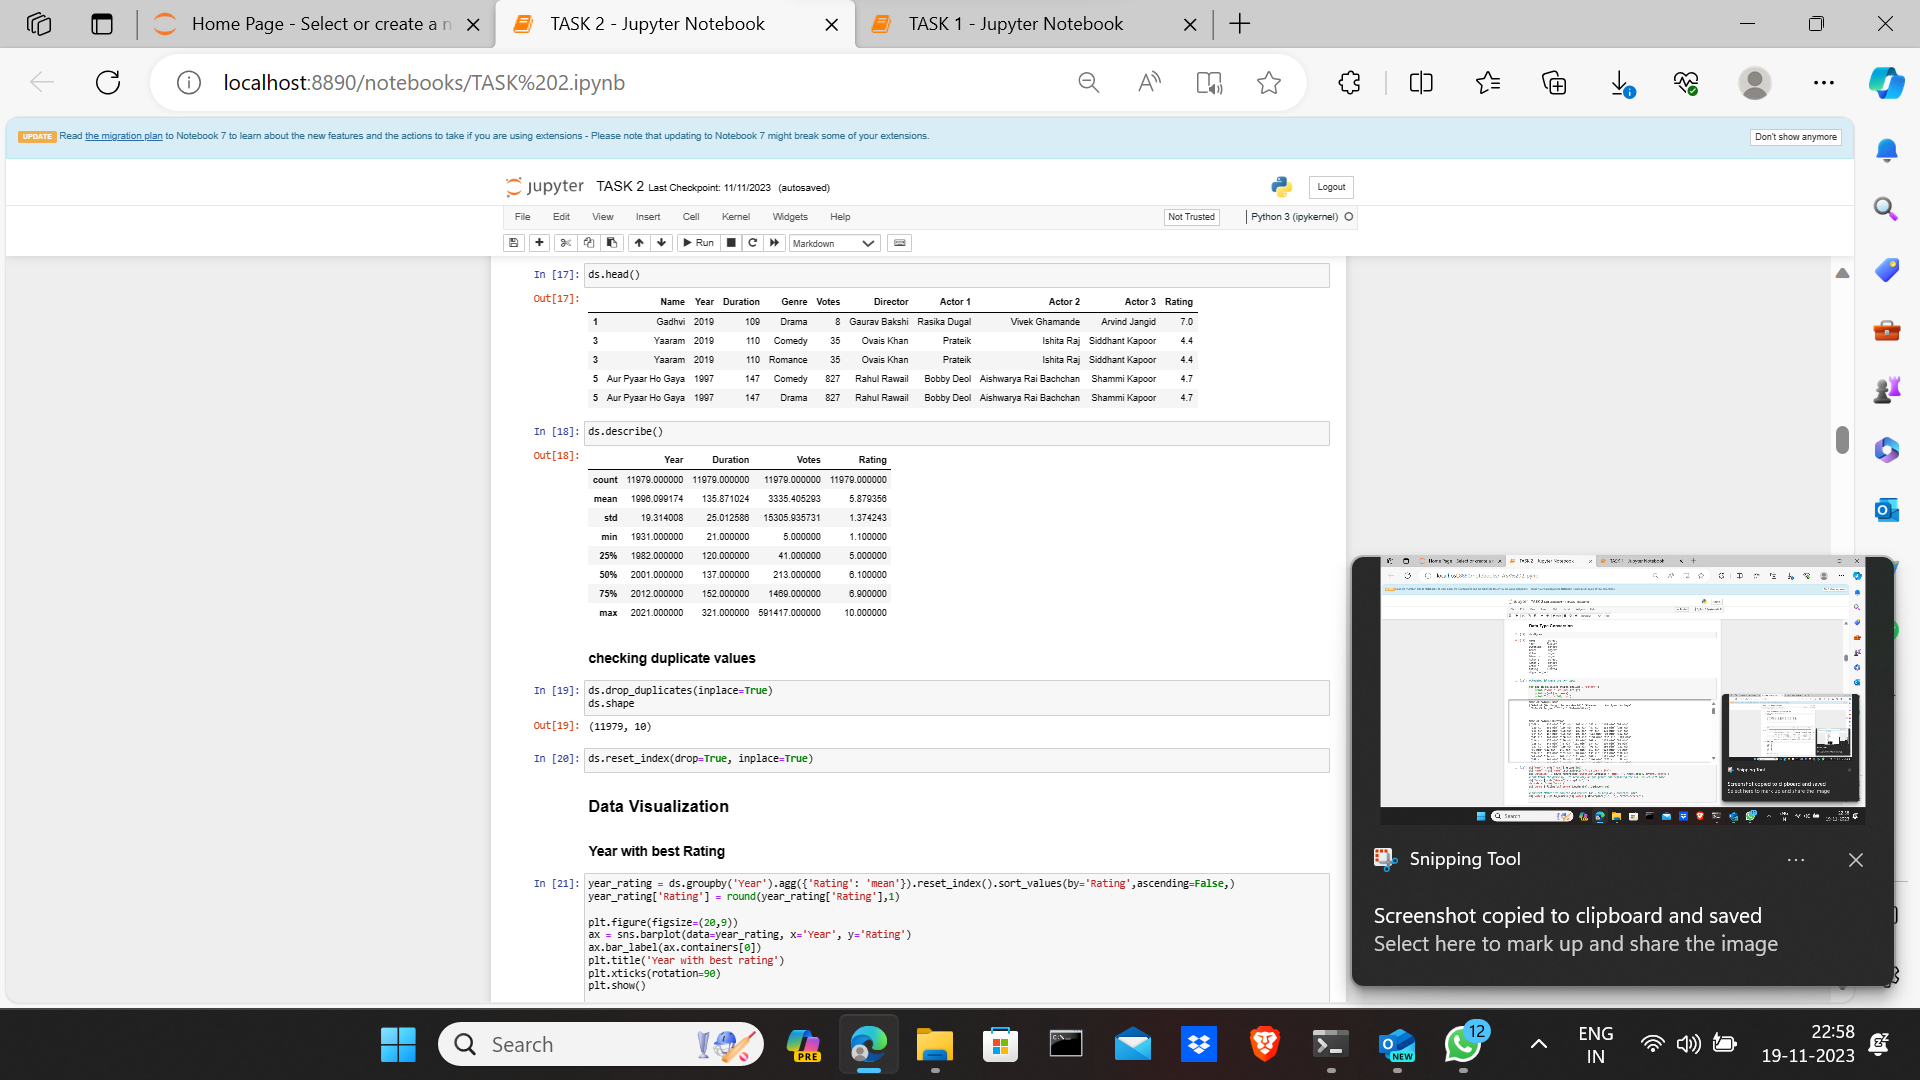 Home Page - Select or create a n
TASK 2 - Jupyter Notebook
TASK 1 - Jupyter Notebook
localhost:8890/notebooks/TASK%202.ipynb
UPDATE Read the migration plan to Notebook 7 to learn about the new features and the actions to take if you are using extensions - Please note that updating to Notebook 7 might break some of your extensions.
Don't show anymore
jupyter TASK 2 Last Checkpoint: 11/11/2023 (autosaved)
Logout
File Edit View Insert Cell Kernel Widgets Help
Not Trusted
Python 3 (ipykernel)
Run
Markdown
In [17]: ds.head()
Out[17]:
Name Year Duration Genre Votes Director Actor 1 Actor 2 Actor 3 Rating
1 Gadhvi 2019 109 Drama 8 Gaurav Bakshi Rasika Dugal Vivek Ghamande Arvind Jangid 7.0
3 Yaaram 2019 110 Comedy 35 Ovais Khan Prateik Ishita Raj Siddhant Kapoor 4.4
3 Yaaram 2019 110 Romance 35 Ovais Khan Prateik Ishita Raj Siddhant Kapoor 4.4
5 Aur Pyaar Ho Gaya 1997 147 Comedy 827 Rahul Rawail Bobby Deol Aishwarya Rai Bachchan Shammi Kapoor 4.7
5 Aur Pyaar Ho Gaya 1997 147 Drama 827 Rahul Rawail Bobby Deol Aishwarya Rai Bachchan Shammi Kapoor 4.7
In [18]: ds.describe()
Out[18]:
Year Duration Votes Rating
count 11979.000000 11979.000000 11979.000000 11979.000000
mean 1996.099174 135.871024 3335.405293 5.879356
std 19.314008 25.012586 15305.935731 1.374243
min 1931.000000 21.000000 5.000000 1.100000
25% 1982.000000 120.000000 41.000000 5.000000
50% 2001.000000 137.000000 213.000000 6.100000
75% 2012.000000 152.000000 1469.000000 6.900000
max 2021.000000 321.000000 591417.000000 10.000000
checking duplicate values
In [19]: ds.drop_duplicates(inplace=True)
ds.shape
Out[19]: (11979, 10)
In [20]: ds.reset_index(drop=True, inplace=True)
Data Visualization
Year with best Rating
In [21]: year_rating = ds.groupby('Year').agg({'Rating': 'mean'}).reset_index().sort_values(by='Rating',ascending=False,)
year_rating['Rating'] = round(year_rating['Rating'],1)
plt.figure(figsize=(20,9))
ax = sns.barplot(data=year_rating, x='Year', y='Rating')
ax.bar_label(ax.containers[0])
plt.title('Year with best rating')
plt.xticks(rotation=90)
plt.show()
Snipping Tool
Screenshot copied to clipboard and saved
Select here to mark up and share the image
Search
PRE
NEW
12
ENG
IN
22:58
19-11-2023